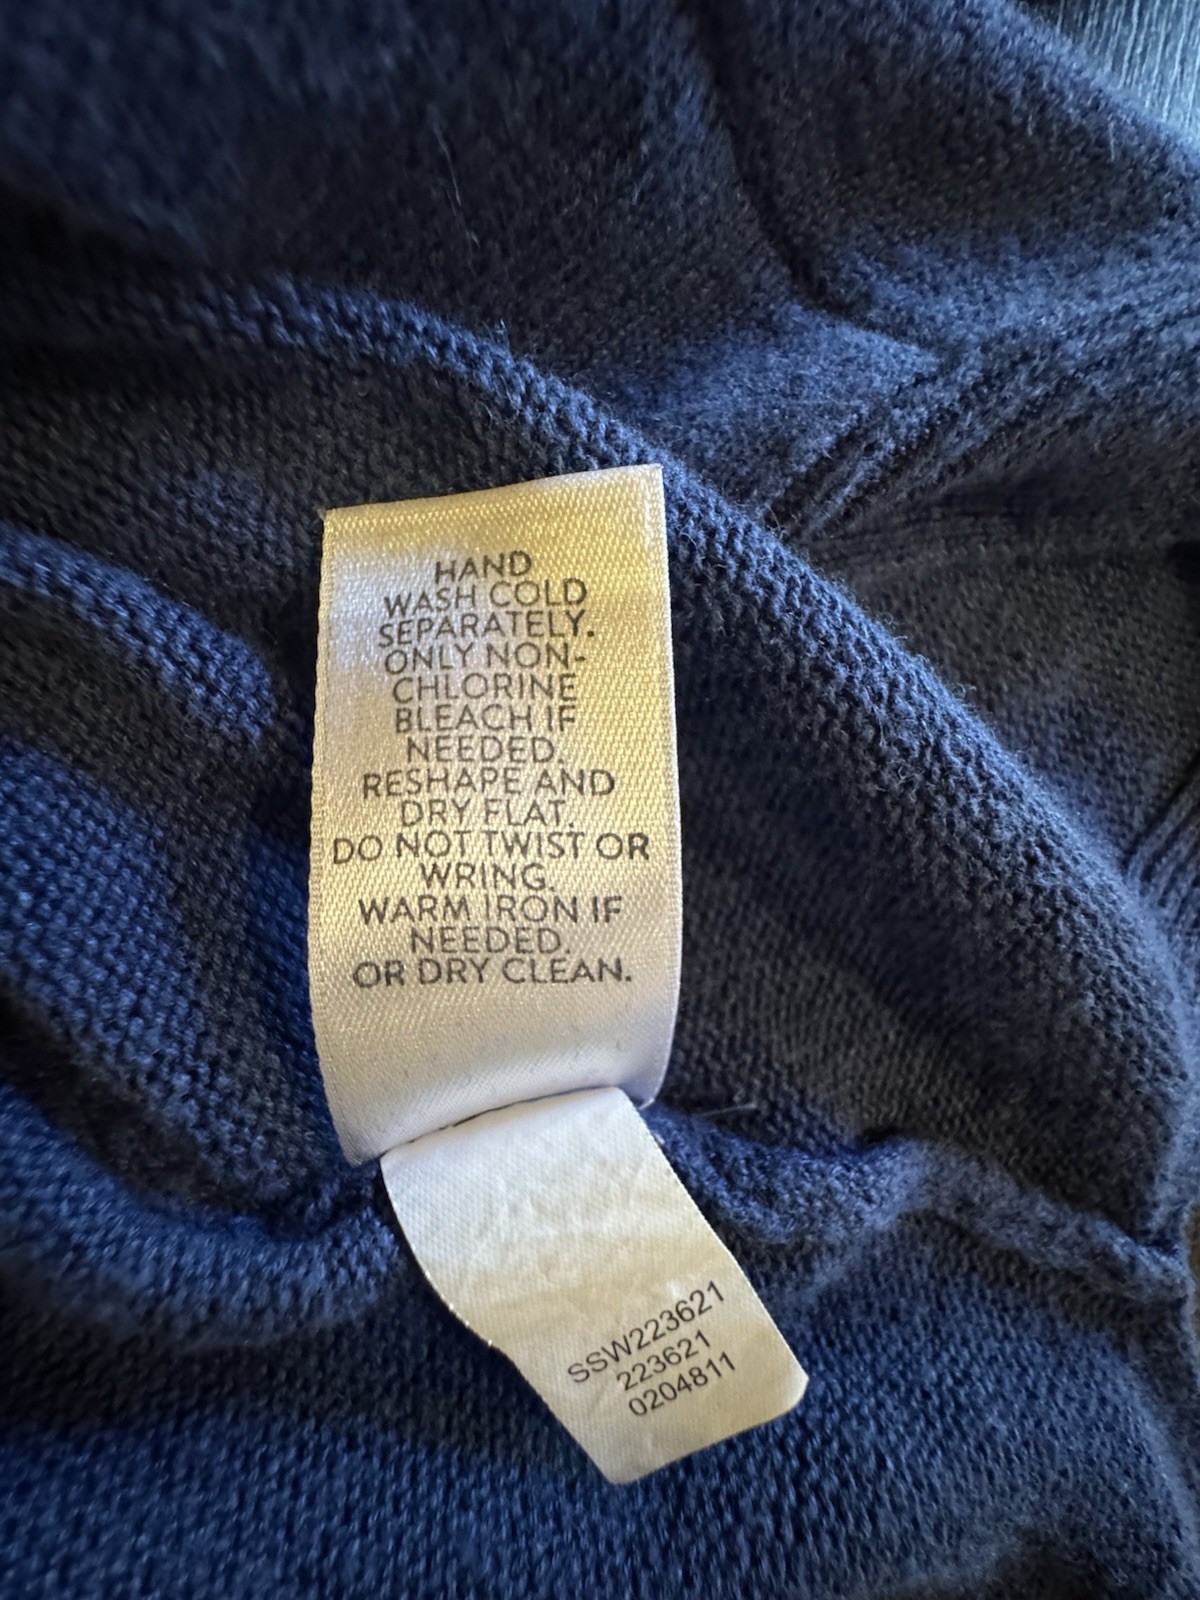 HAND
WASH COLD
SEPARATELY.
ONLY NON-
CHLORINE
BLEACH IF
NEEDED.
RESHAPE AND
DRY FLAT.
DO NOT TWIST OR
WRING.
WARM IRON IF
NEEDED.
OR DRY CLEAN.
SSW223621
223621
0204811